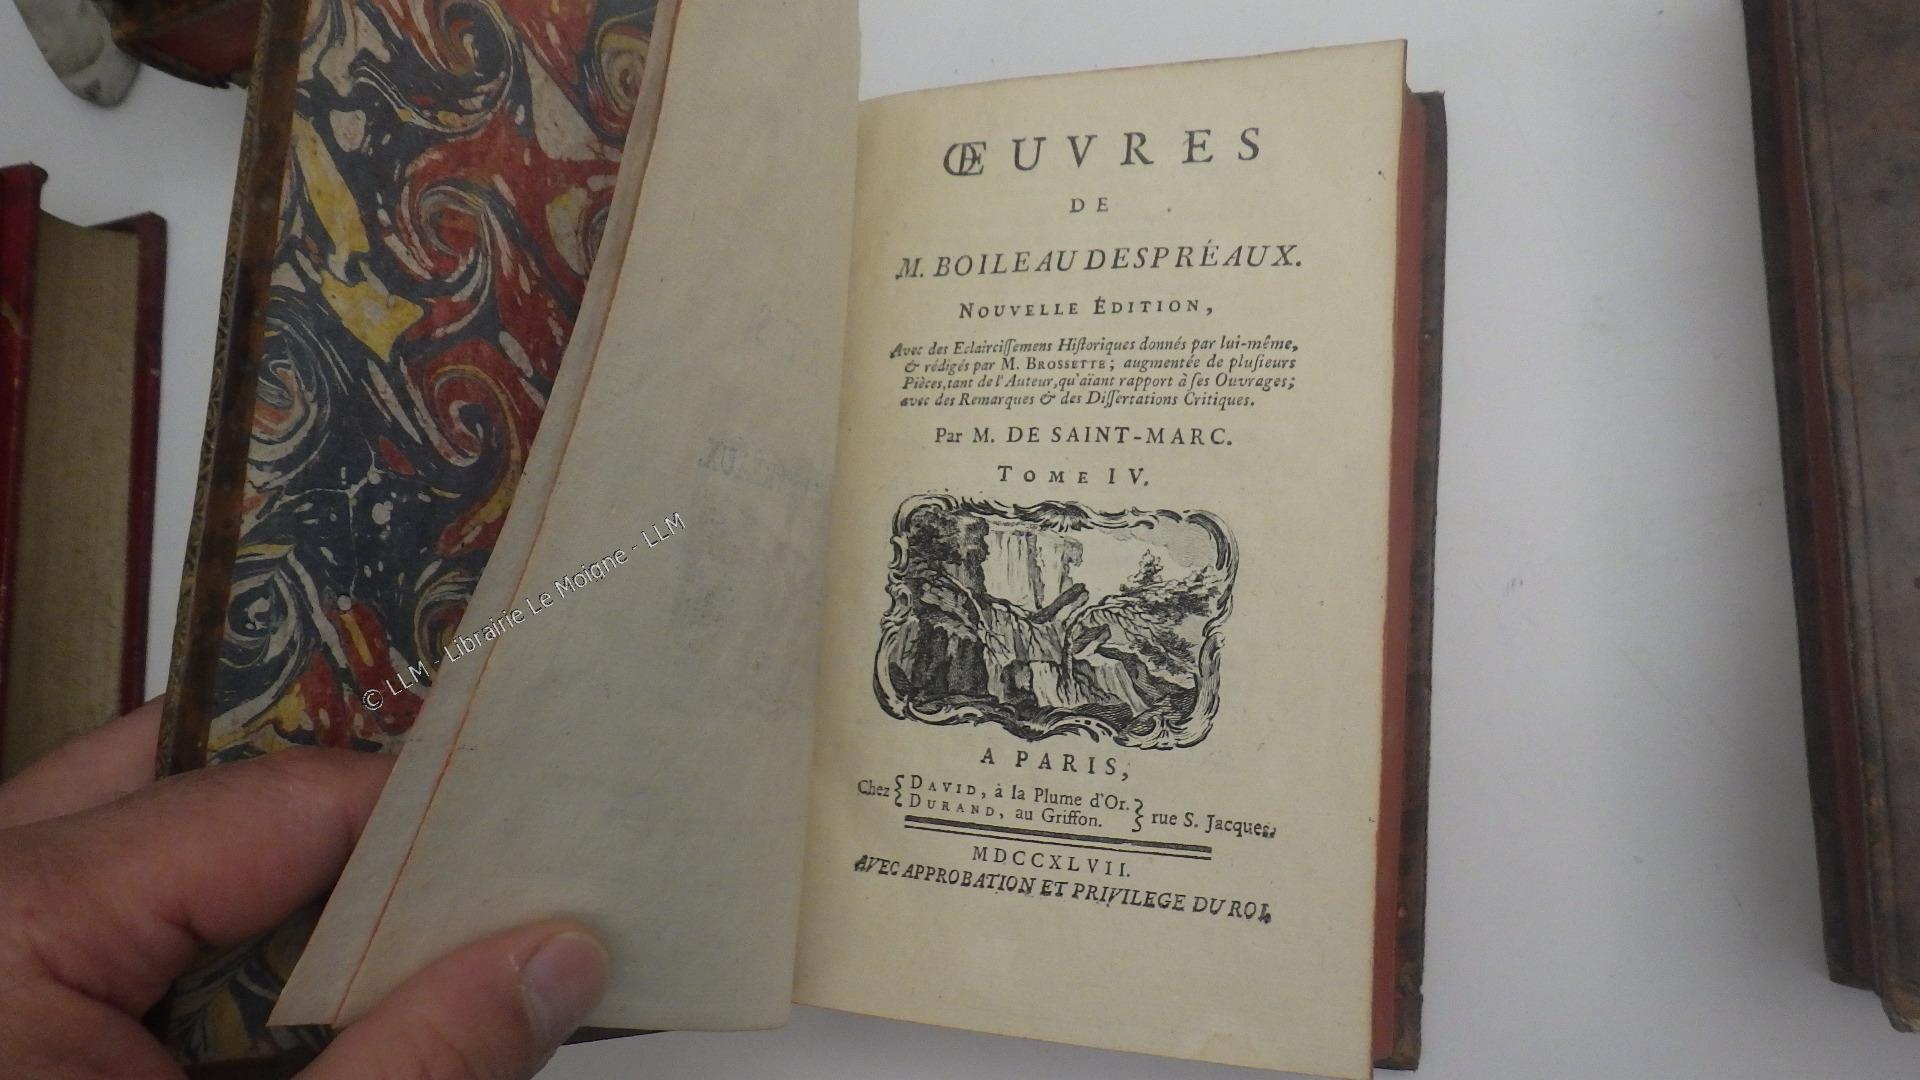 ŒUVRES
DE
M. BOILEAU DESPRÉAUX.
NOUVELLE ÉDITION,
Avec des Eclairciſſemens Hiſtoriques donnés par lui-même,
& rédigés par M. BROSSETTE; augmentée de pluſieurs
Pièces, tant de l'Auteur, qu'aïant rapport à ſes Ouvrages;
avec des Remarques & des Diſſertations Critiques.
Par M. DE SAINT-MARC.
TOME IV.
A PARIS,
Chez { DAVID, à la Plume d'Or. } rue S. Jacques.
DURAND, au Griffon.
MDCCXLVII.
AVEC APPROBATION ET PRIVILEGE DU ROI.
© LLM - Librairie Le Moigne - LLM